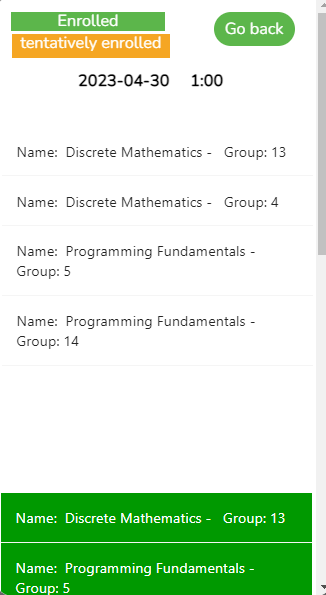 Enrolled
tentatively enrolled
Go back
2023-04-30 1:00
Name: Discrete Mathematics - Group: 13
Name: Discrete Mathematics - Group: 4
Name: Programming Fundamentals -
Group: 5
Name: Programming Fundamentals -
Group: 14
Name: Discrete Mathematics - Group: 13
Name: Programming Fundamentals -
Group: 5